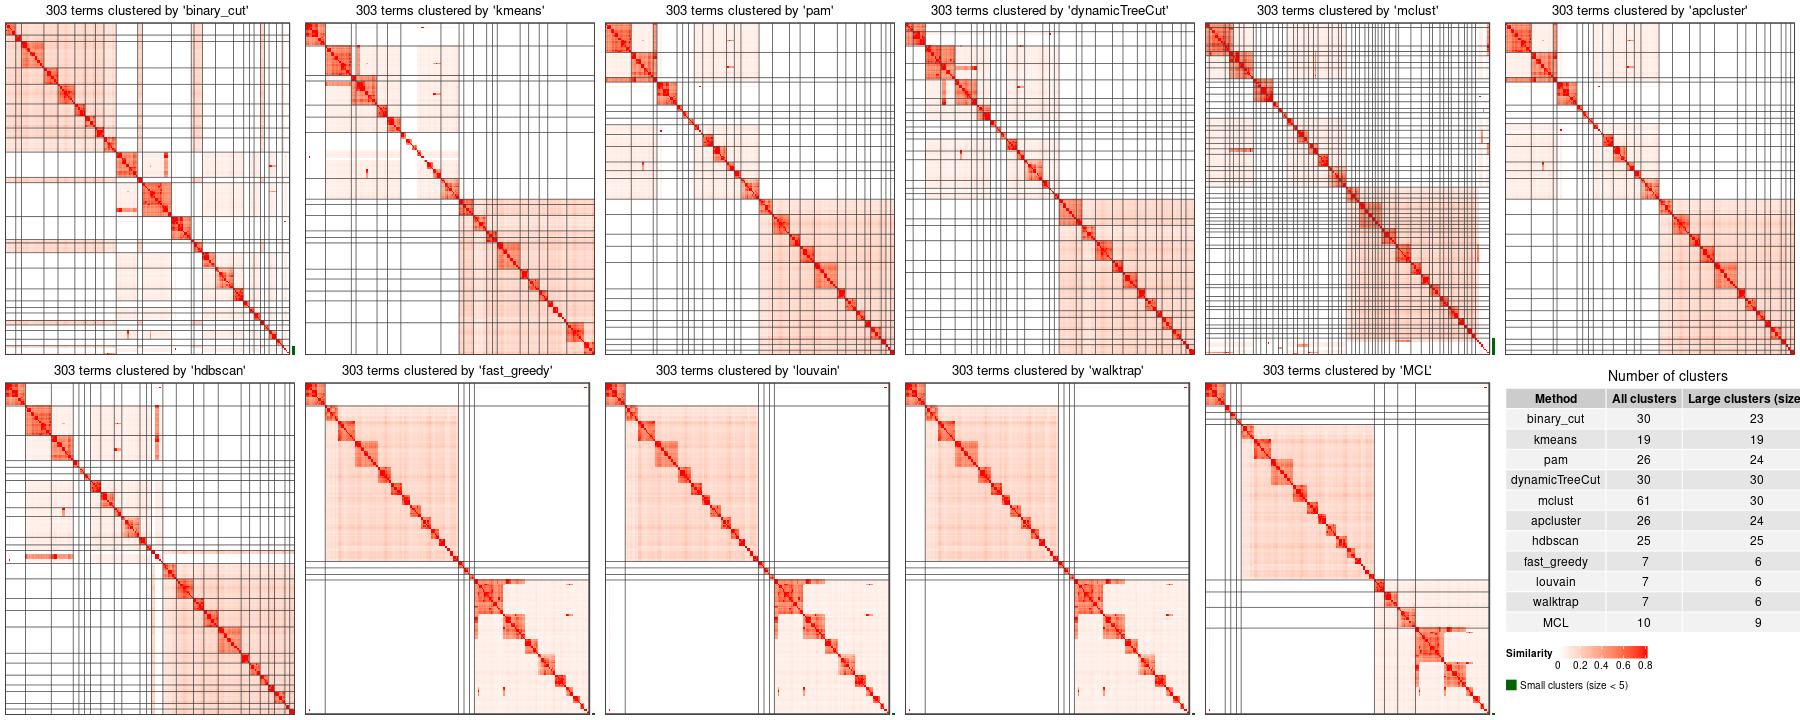 303 terms clustered by 'binary_cut'
303 terms clustered by 'kmeans'
303 terms clustered by 'pam'
303 terms clustered by 'dynamicTreeCut'
303 terms clustered by 'mclust'
303 terms clustered by 'apcluster'
303 terms clustered by 'hdbscan'
303 terms clustered by 'fast_greedy'
303 terms clustered by 'louvain'
303 terms clustered by 'walktrap'
303 terms clustered by 'MCL'
Number of clusters
Method All clusters Large clusters (size
binary_cut 30 23
kmeans 19 19
pam 26 24
dynamicTreeCut 30 30
mclust 61 30
apcluster 26 24
hdbscan 25 25
fast_greedy 7 6
louvain 7 6
walktrap 7 6
MCL 10 9
Similarity
0 0.2 0.4 0.6 0.8
Small clusters (size < 5)